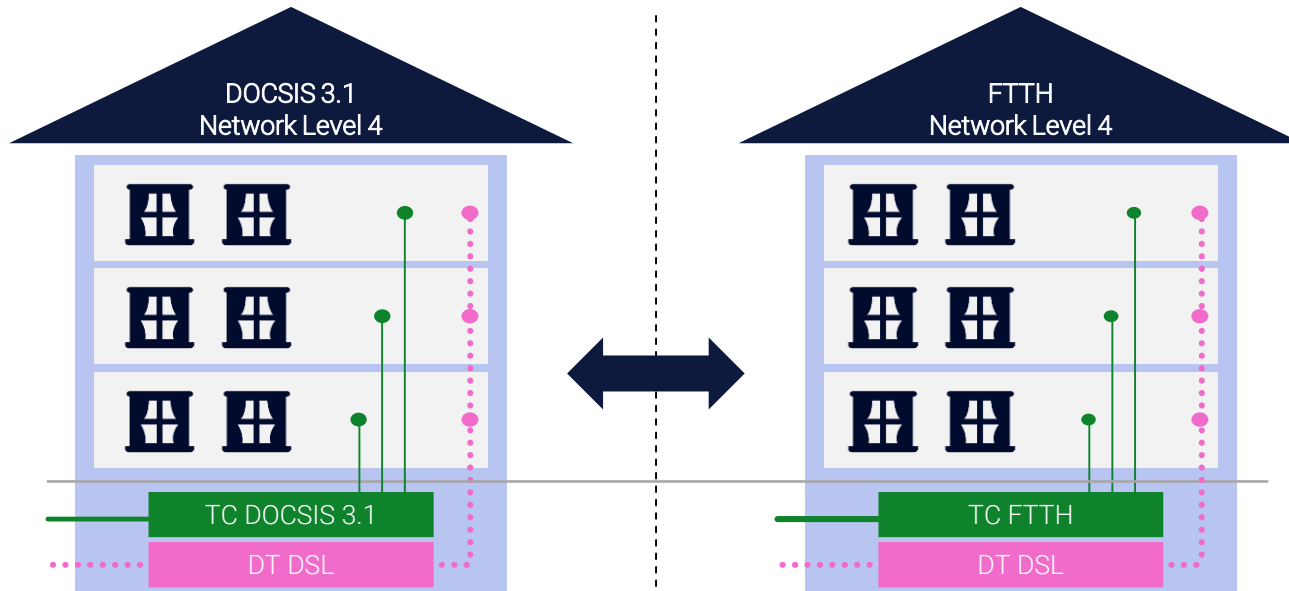 DOCSIS 3.1
Network Level 4
TC DOCSIS 3.1
DT DSL
FTTH
Network Level 4
TC FTTH
DT DSL